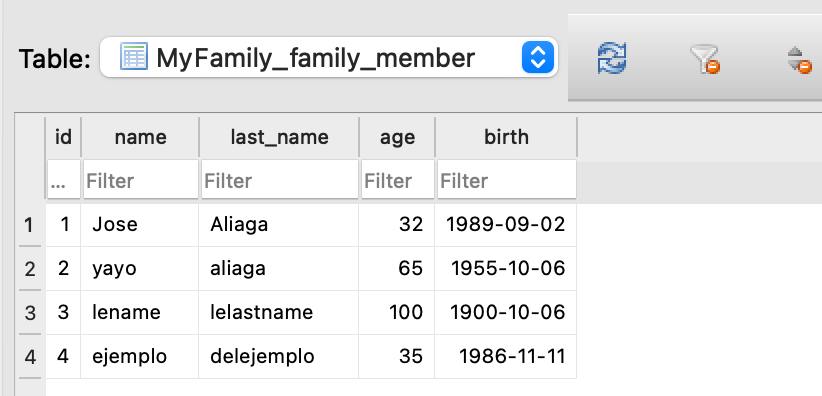 Table: MyFamily_family_member
id name last_name age birth
... Filter Filter Filter Filter
1 1 Jose Aliaga 32 1989-09-02
2 2 yayo aliaga 65 1955-10-06
3 3 lename lelastname 100 1900-10-06
4 4 ejemplo delejemplo 35 1986-11-11